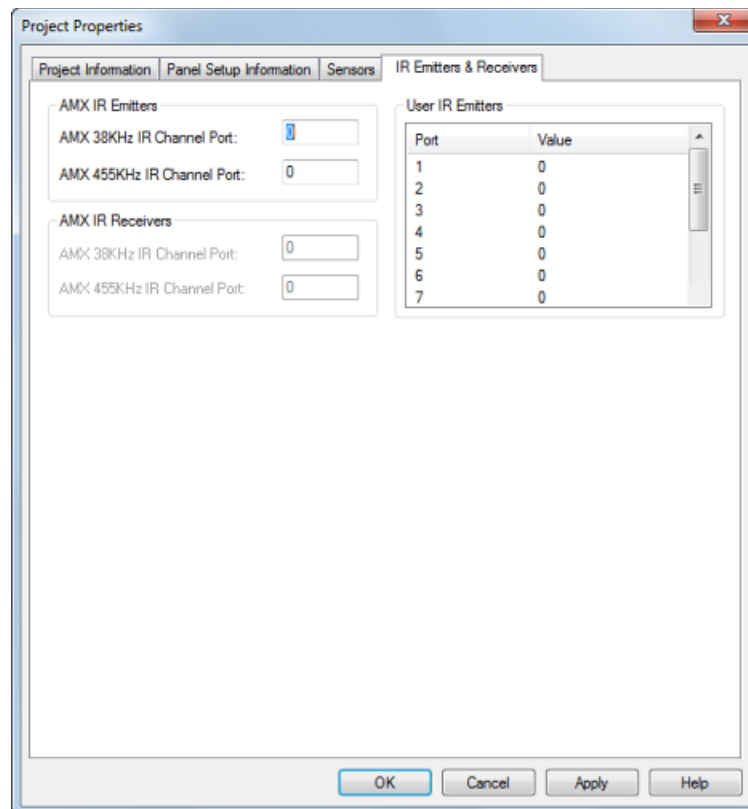 Project Properties
Project Information Panel Setup Information Sensors IR Emitters & Receivers
AMX IR Emitters
AMX 38KHz IR Channel Port: 0
AMX 455KHz IR Channel Port: 0
AMX IR Receivers
AMX 38KHz IR Channel Port: 0
AMX 455KHz IR Channel Port: 0
User IR Emitters
Port Value
1 0
2 0
3 0
4 0
5 0
6 0
7 0
OK Cancel Apply Help